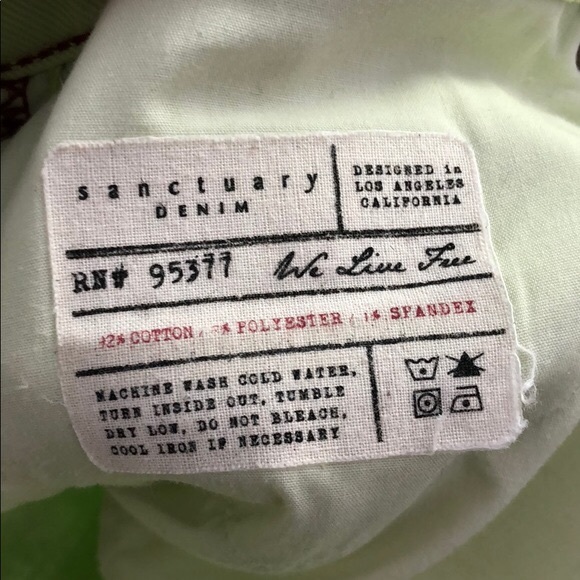 sanctuary
DENIM
DESIGNED in
LOS ANGELES
CALIFORNIA
RN# 95377
We Live Free
COTTON / POLYESTER / 1% SPANDEX
MACHINE WASH COLD WATER,
TURN INSIDE OUT, TUMBLE
DRY LOW, DO NOT BLEACH,
COOL IRON IF NECESSARY